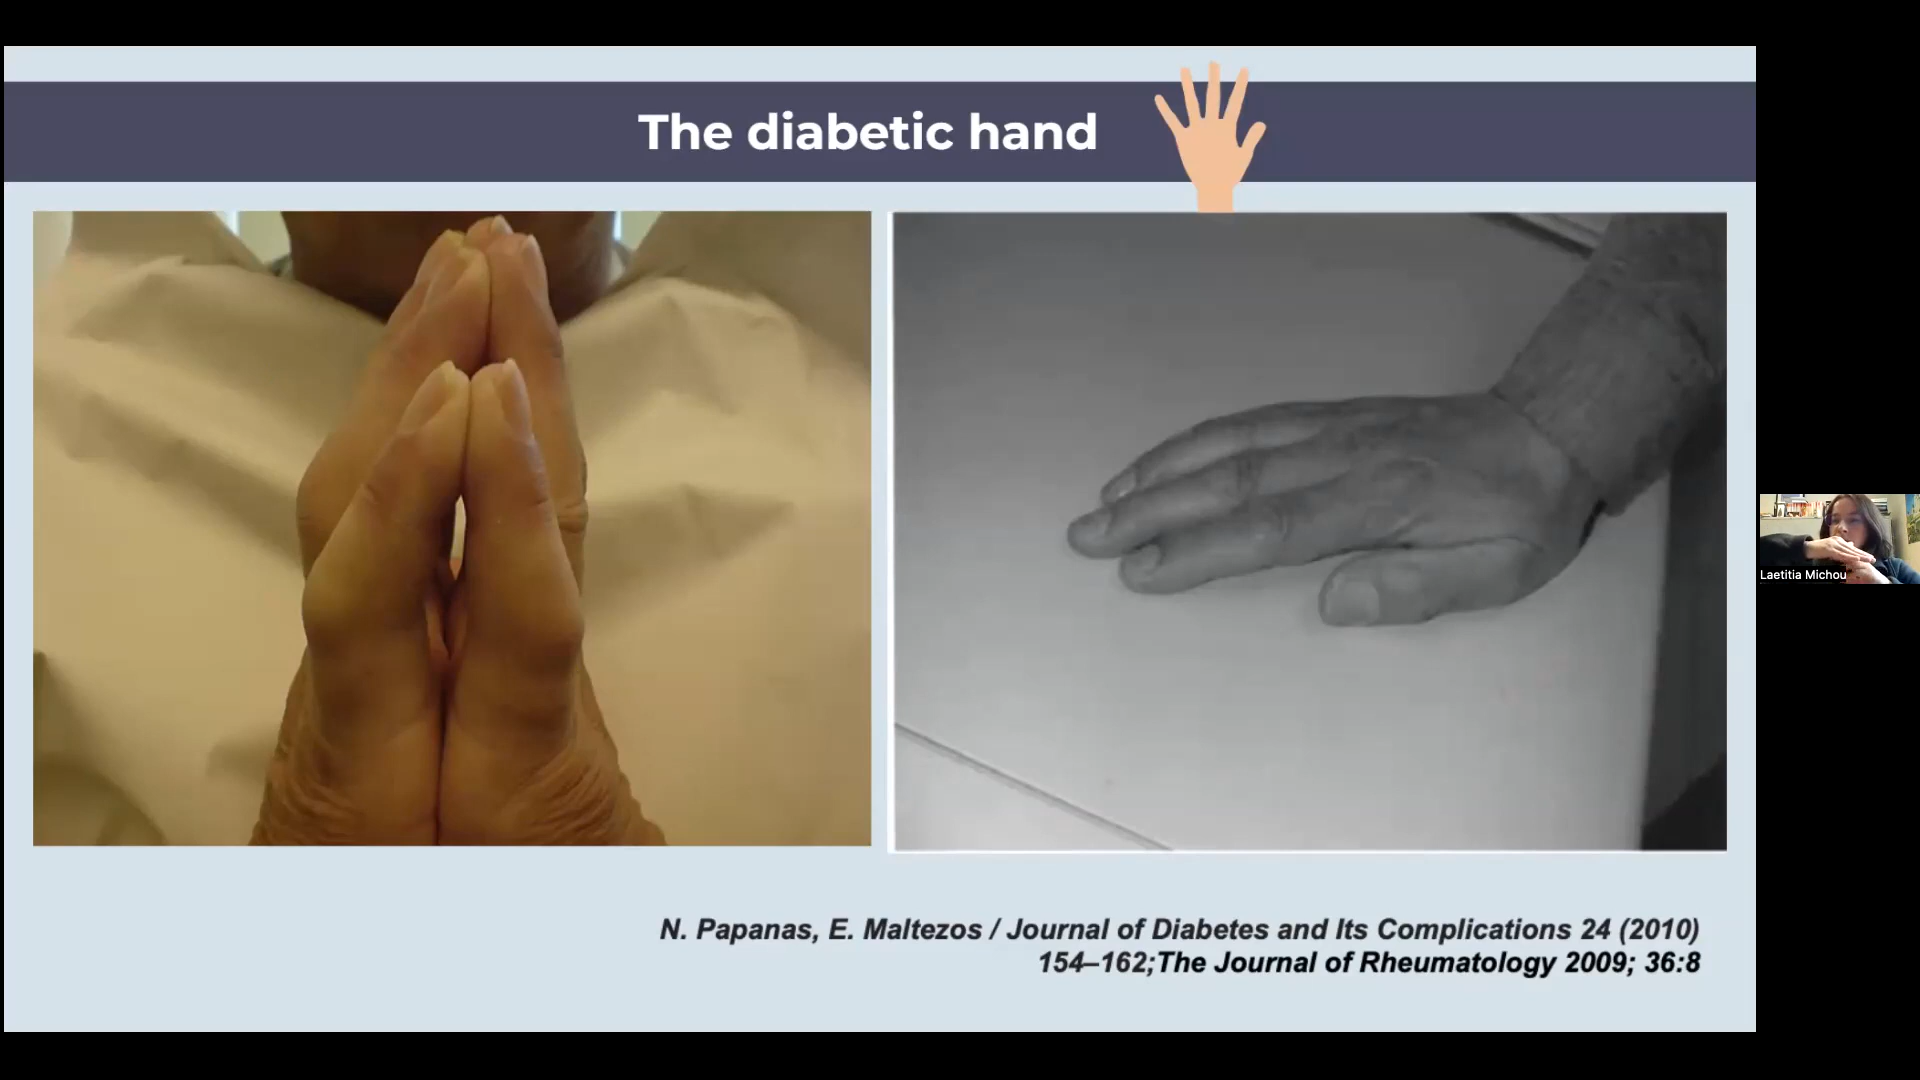 The diabetic hand
N. Papanas, E. Maltezos / Journal of Diabetes and Its Complications 24 (2010)
154–162;The Journal of Rheumatology 2009; 36:8
Laetitia Michou